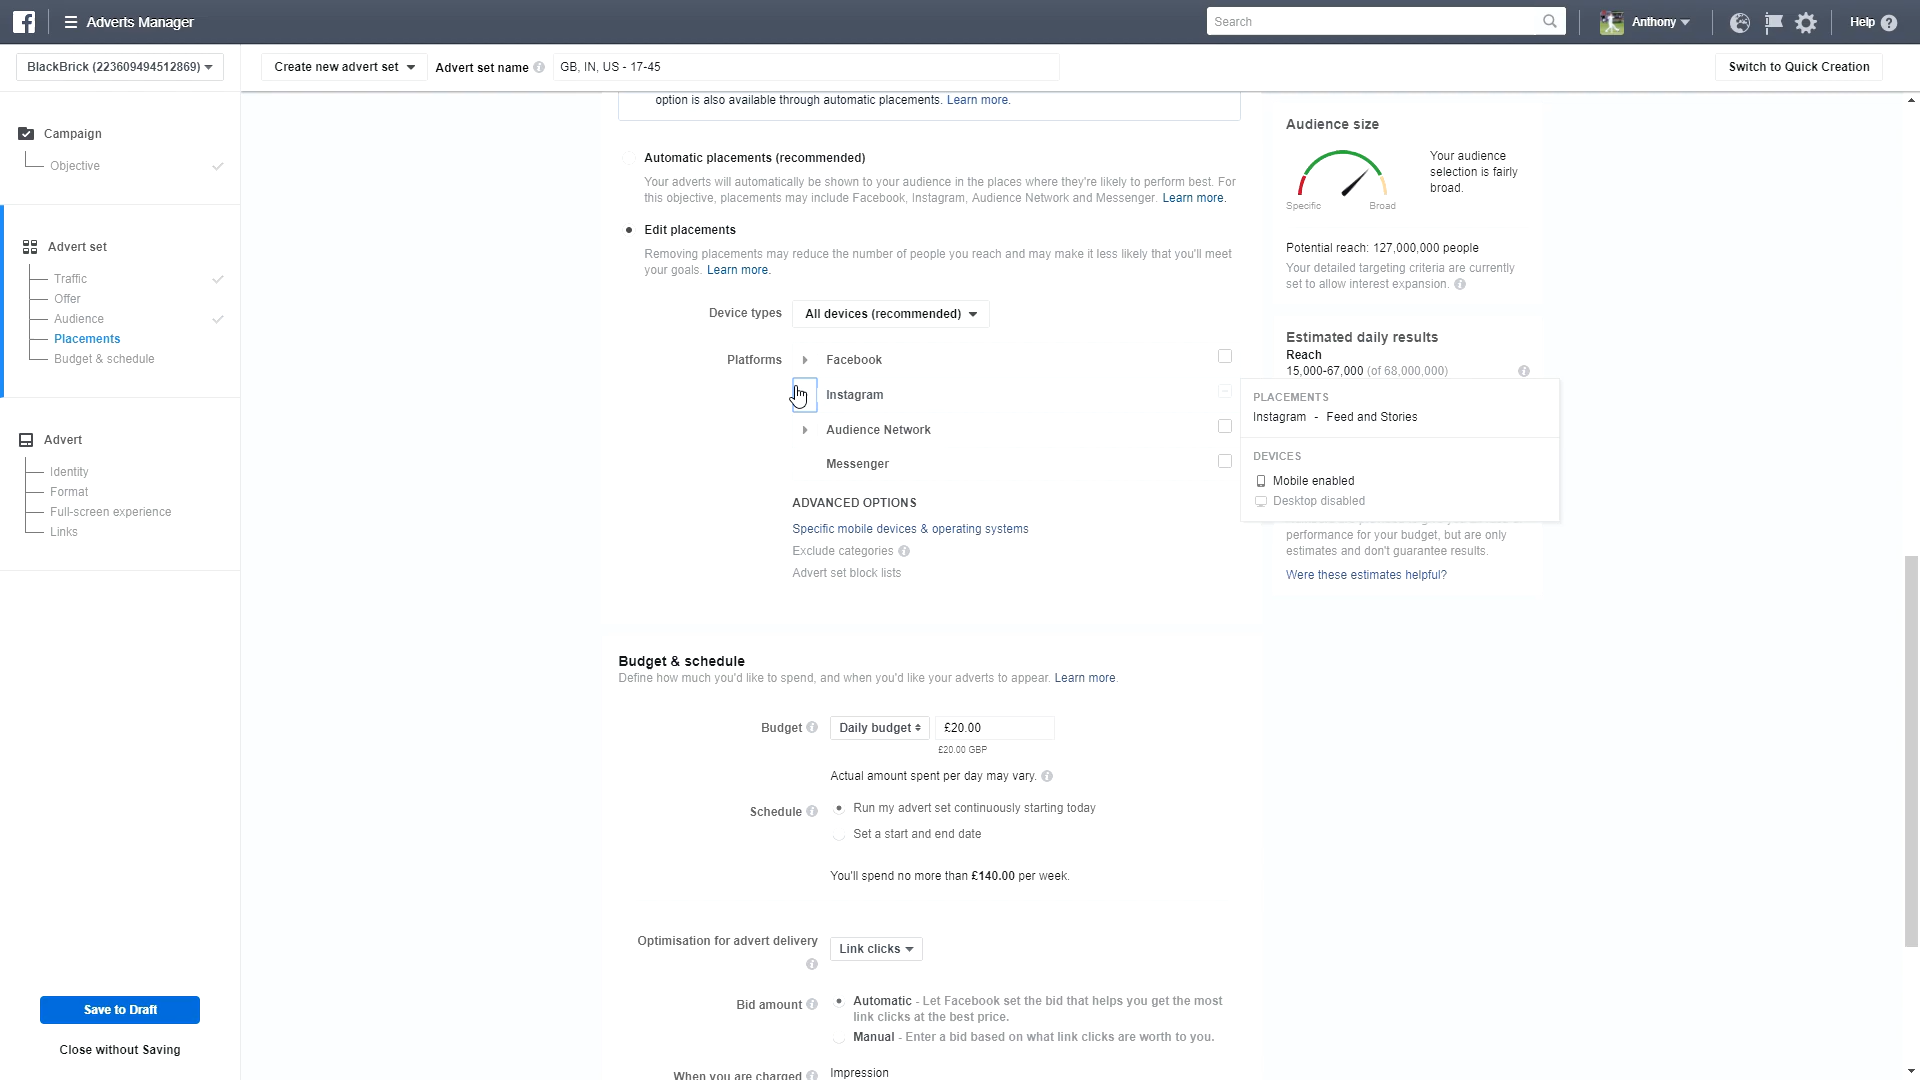 Adverts Manager
Search
Anthony
Help
BlackBrick (223609494512869)
Create new advert set
Advert set name
GB, IN, US - 17-45
Switch to Quick Creation
Campaign
Objective
Advert set
Traffic
Offer
Audience
Placements
Budget & schedule
Advert
Identity
Format
Full-screen experience
Links
Save to Draft
Close without Saving
option is also available through automatic placements. Learn more.
Automatic placements (recommended)
Your adverts will automatically be shown to your audience in the places where they're likely to perform best. For
this objective, placements may include Facebook, Instagram, Audience Network and Messenger. Learn more.
Edit placements
Removing placements may reduce the number of people you reach and may make it less likely that you'll meet
your goals. Learn more.
Device types
All devices (recommended)
Platforms
Facebook
Instagram
Audience Network
Messenger
ADVANCED OPTIONS
Specific mobile devices & operating systems
Exclude categories
Advert set block lists
Budget & schedule
Define how much you'd like to spend, and when you'd like your adverts to appear. Learn more.
Budget
Daily budget
£20.00
£20.00 GBP
Actual amount spent per day may vary.
Schedule
Run my advert set continuously starting today
Set a start and end date
You'll spend no more than £140.00 per week.
Optimisation for advert delivery
Link clicks
Bid amount
Automatic - Let Facebook set the bid that helps you get the most
link clicks at the best price.
Manual - Enter a bid based on what link clicks are worth to you.
When you are charged
Impression
Audience size
Specific
Broad
Your audience
selection is fairly
broad.
Potential reach: 127,000,000 people
Your detailed targeting criteria are currently
set to allow interest expansion.
Estimated daily results
Reach
15,000-67,000 (of 68,000,000)
PLACEMENTS
Instagram - Feed and Stories
DEVICES
Mobile enabled
Desktop disabled
performance for your budget, but are only
estimates and don't guarantee results.
Were these estimates helpful?